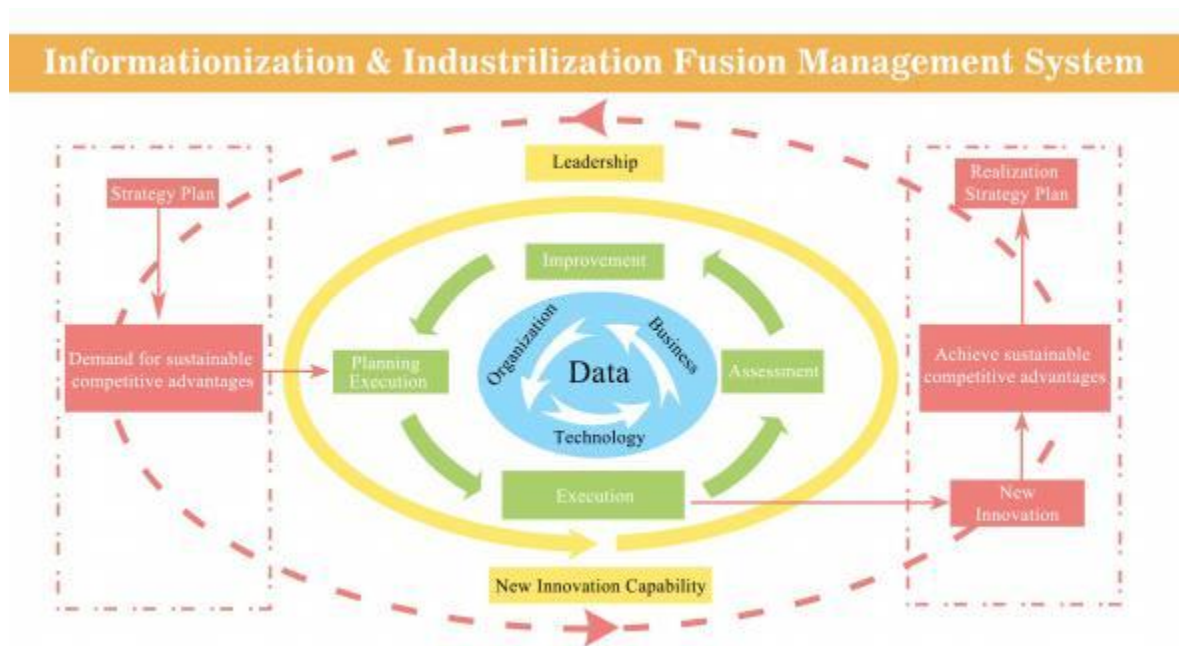 Informationization & Industrilization Fusion Management System
Leadership
Strategy Plan
Realization
Strategy Plan
Improvement
Organization
Business
Demand for sustainable
competitive advantages
Planning
Execution
Data
Assessment
Achieve sustainable
competitive advantages
Technology
Execution
New
Innovation
New Innovation Capability